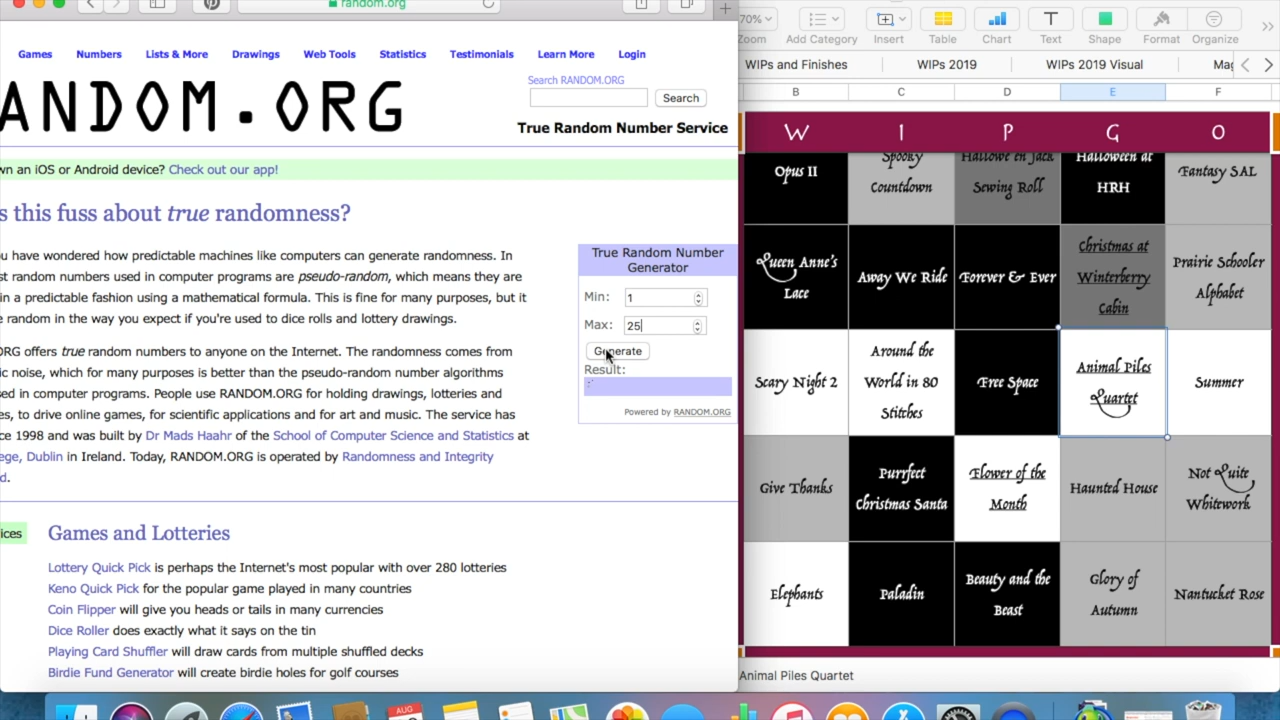 random.org
Games Numbers Lists & More Drawings Web Tools Statistics Testimonials Learn More Login
Search RANDOM.ORG
ANDOM.ORG
Search
True Random Number Service
wn an iOS or Android device? Check out our app!
s this fuss about true randomness?
ou have wondered how predictable machines like computers can generate randomness. In
st random numbers used in computer programs are pseudo-random, which means they are
in a predictable fashion using a mathematical formula. This is fine for many purposes, but it
e random in the way you expect if you're used to dice rolls and lottery drawings.
ORG offers true random numbers to anyone on the Internet. The randomness comes from
ic noise, which for many purposes is better than the pseudo-random number algorithms
sed in computer programs. People use RANDOM.ORG for holding drawings, lotteries and
es, to drive online games, for scientific applications and for art and music. The service has
ce 1998 and was built by Dr Mads Haahr of the School of Computer Science and Statistics at
ege, Dublin in Ireland. Today, RANDOM.ORG is operated by Randomness and Integrity
d.
True Random Number
Generator
Min: 1
Max: 25
Generate
Result:
Powered by RANDOM.ORG
ices
Games and Lotteries
Lottery Quick Pick is perhaps the Internet's most popular with over 280 lotteries
Keno Quick Pick for the popular game played in many countries
Coin Flipper will give you heads or tails in many currencies
Dice Roller does exactly what it says on the tin
Playing Card Shuffler will draw cards from multiple shuffled decks
Birdie Fund Generator will create birdie holes for golf courses
70%
Zoom Add Category Insert Table Chart Text Shape Format Organize
WIPs and Finishes WIPs 2019 WIPs 2019 Visual Mag
B C D E F
W I P G O
Opus II
Spooky
Countdown
Hallowe'en Jack
Sewing Roll
Halloween at
HRH
Fantasy SAL
Queen Anne's
Lace
Away We Ride
Forever & Ever
Christmas at
Winterberry
Cabin
Prairie Schooler
Alphabet
Scary Night 2
Around the
World in 80
Stitches
Free Space
Animal Piles
Quartet
Summer
Give Thanks
Purrfect
Christmas Santa
Flower of the
Month
Haunted House
Not Quite
Whitework
Elephants
Paladin
Beauty and the
Beast
Glory of
Autumn
Nantucket Rose
Animal Piles Quartet
AUG